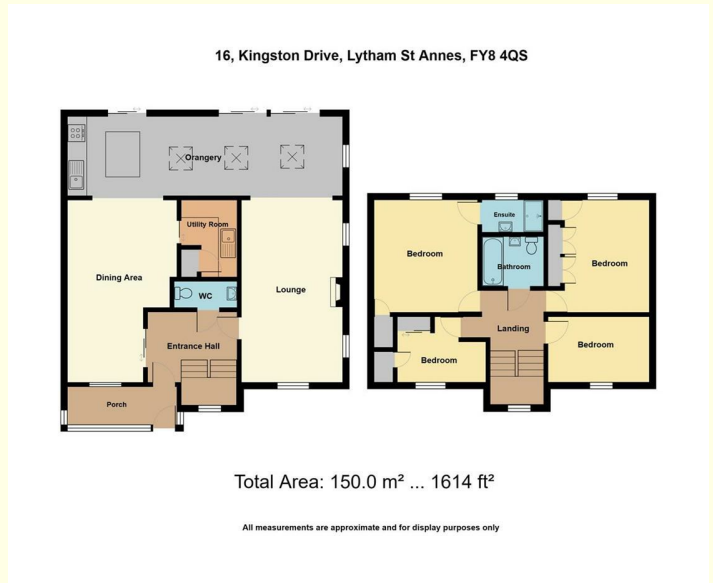 16, Kingston Drive, Lytham St Annes, FY8 4QS
Orangery
Utility Room
Dining Area
Lounge
WC
Entrance Hall
Porch
Ensuite
Bedroom
Bathroom
Bedroom
Landing
Bedroom
Bedroom
Total Area: 150.0 m² ... 1614 ft²
All measurements are approximate and for display purposes only